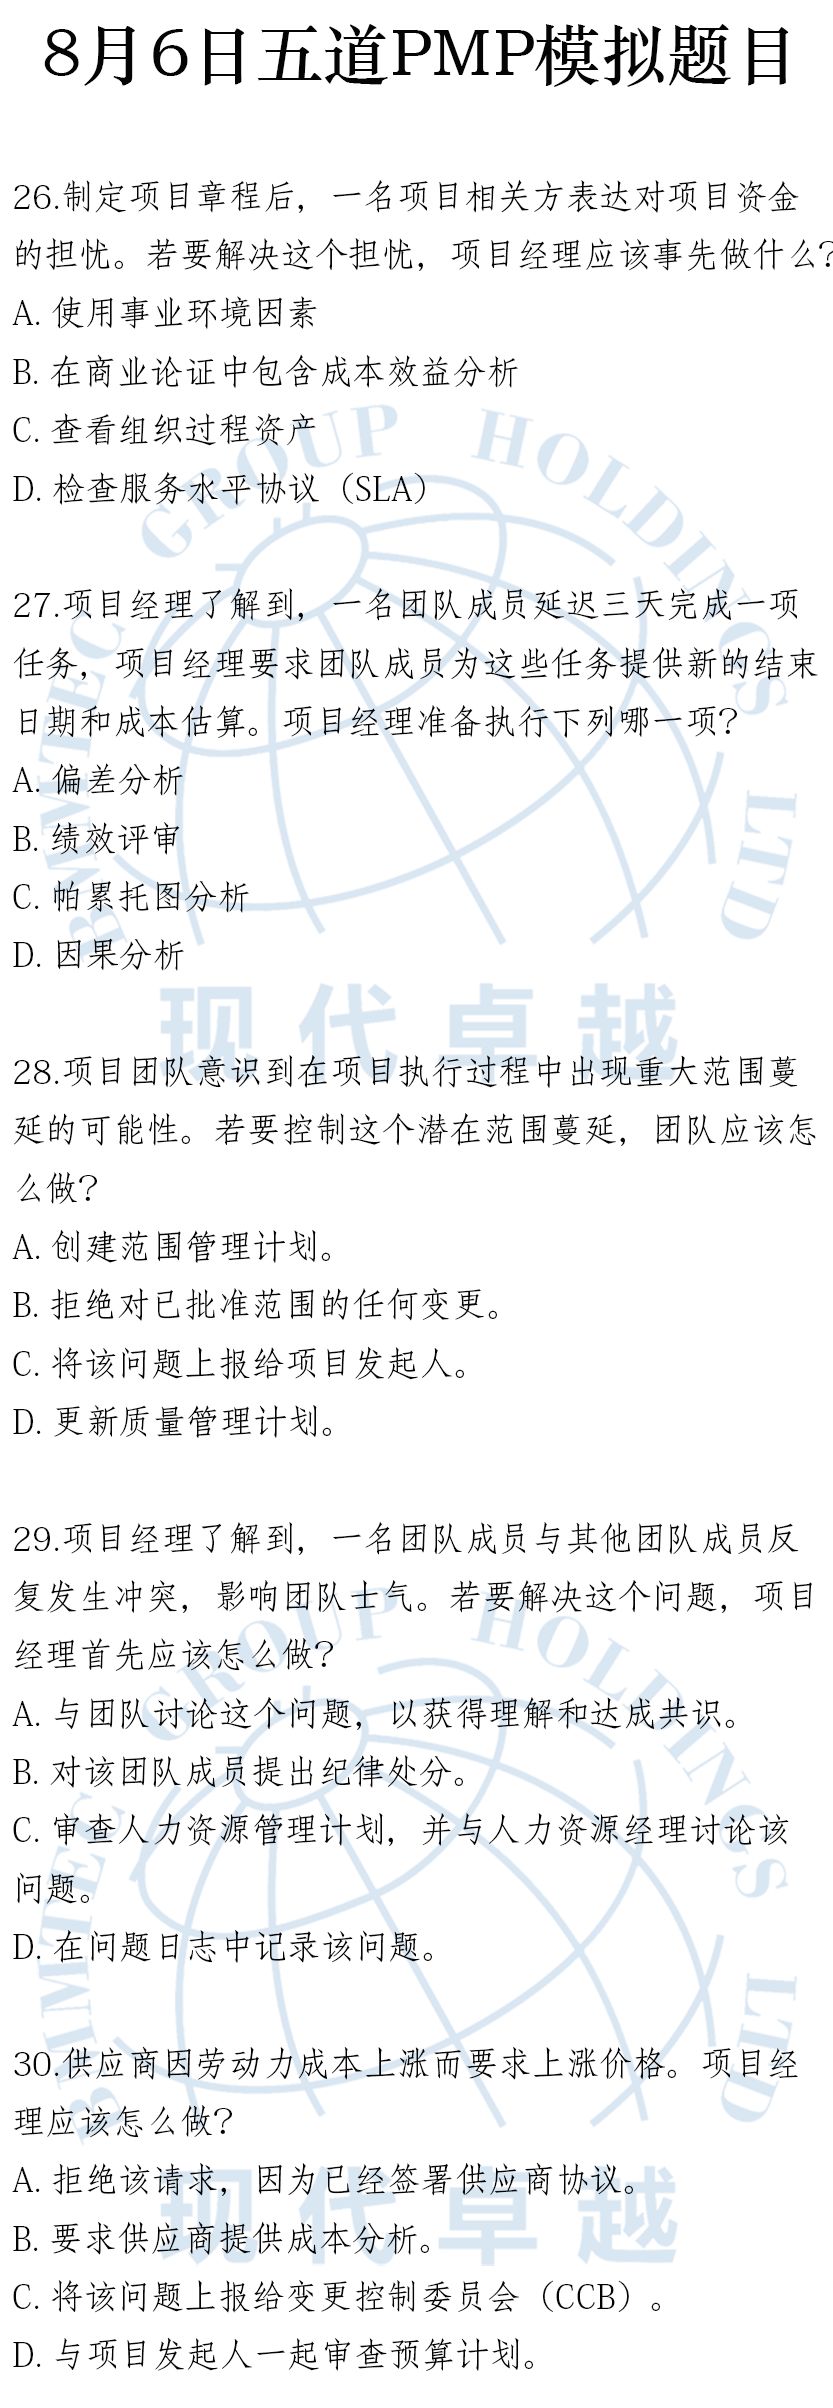 8月6日五道PMP模拟题目
26.制定项目章程后，一名项目相关方表达对项目资金
的担忧。若要解决这个担忧，项目经理应该事先做什么?
A. 使用事业环境因素
B. 在商业论证中包含成本效益分析
C. 查看组织过程资产
D. 检查服务水平协议（SLA）
27.项目经理了解到，一名团队成员延迟三天完成一项
任务，项目经理要求团队成员为这些任务提供新的结束
日期和成本估算。项目经理准备执行下列哪一项?
A. 偏差分析
B. 绩效评审
C. 帕累托图分析
D. 因果分析
28.项目团队意识到在项目执行过程中出现重大范围蔓
延的可能性。若要控制这个潜在范围蔓延，团队应该怎
么做?
A. 创建范围管理计划。
B. 拒绝对已批准范围的任何变更。
C. 将该问题上报给项目发起人。
D. 更新质量管理计划。
29.项目经理了解到，一名团队成员与其他团队成员反
复发生冲突，影响团队士气。若要解决这个问题，项目
经理首先应该怎么做?
A. 与团队讨论这个问题，以获得理解和达成共识。
B. 对该团队成员提出纪律处分。
C. 审查人力资源管理计划，并与人力资源经理讨论该
问题。
D. 在问题日志中记录该问题。
30.供应商因劳动力成本上涨而要求上涨价格。项目经
理应该怎么做?
A. 拒绝该请求，因为已经签署供应商协议。
B. 要求供应商提供成本分析。
C. 将该问题上报给变更控制委员会（CCB）。
D. 与项目发起人一起审查预算计划。
BIMTEC GROUP HOLDINGS LTD
现代卓越
BIMTEC GROUP HOLDINGS LTD
现代卓越